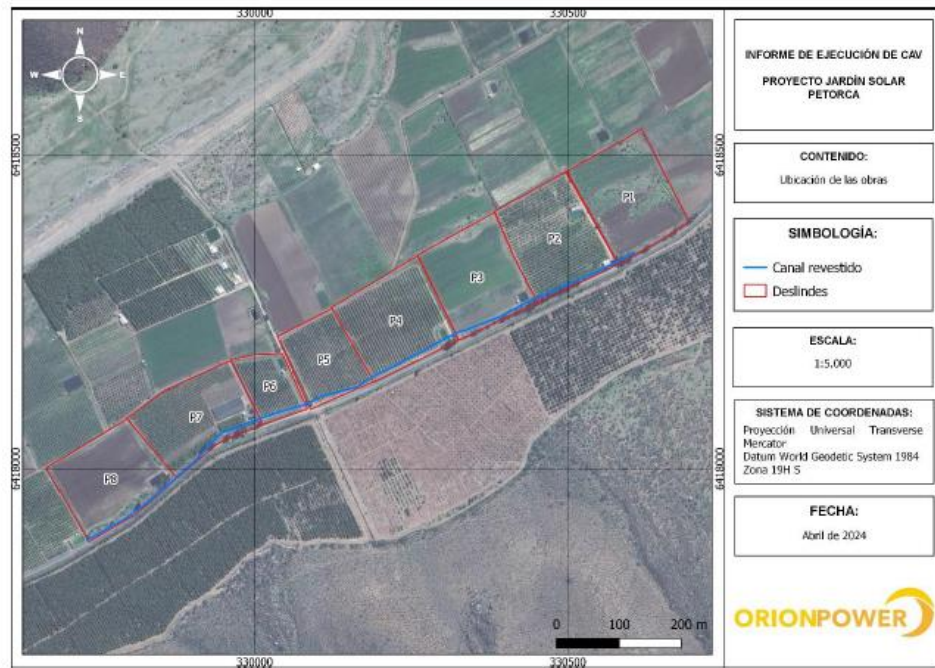 330000
330500
N
W
E
S
6418500
6418500
P1
P2
P3
P4
P5
P6
P7
P8
6418000
6418000
0 100 200 m
330000
330500
INFORME DE EJECUCIÓN DE CAV
PROYECTO JARDÍN SOLAR
PETORCA
CONTENIDO:
Ubicación de las obras
SIMBOLOGÍA:
Canal revestido
Deslindes
ESCALA:
1:5.000
SISTEMA DE COORDENADAS:
Proyección Universal Transverse
Mercator
Datum World Geodetic System 1984
Zona 19H S
FECHA:
Abril de 2024
ORIONPOWER